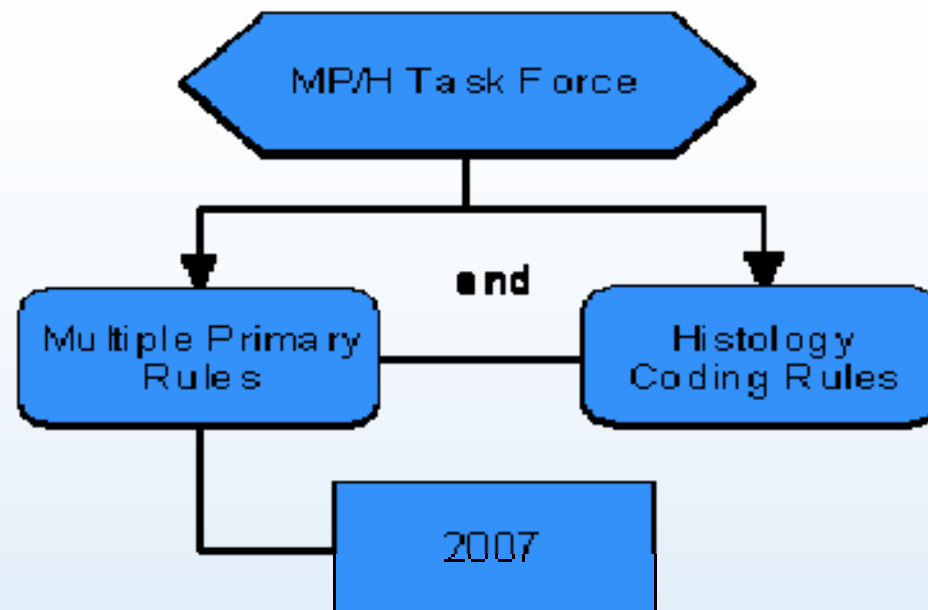 MP/H Task Force
and
Multiple Primary
Rules
Histology
Coding Rules
2007